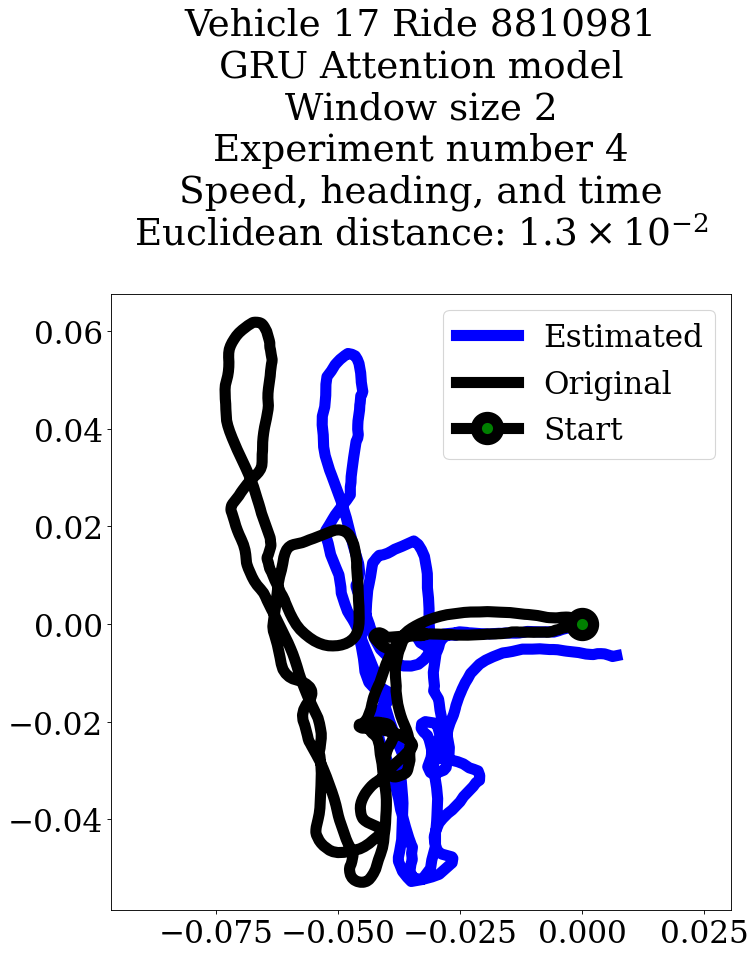 Vehicle 17 Ride 8810981
GRU Attention model
Window size 2
Experiment number 4
Speed, heading, and time
Euclidean distance: 1.3 × 10⁻²
Estimated
Original
Start
0.06
0.04
0.02
0.00
−0.02
−0.04
−0.075 −0.050 −0.025 0.000 0.025